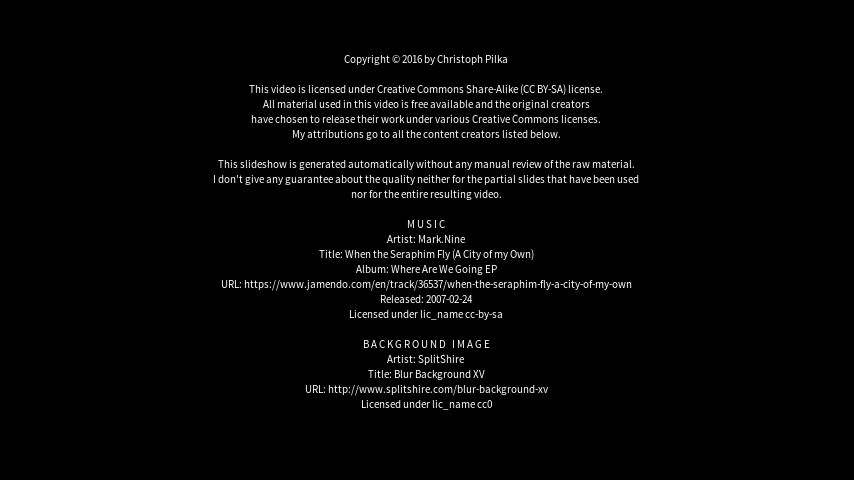 Copyright © 2016 by Christoph Pilka
This video is licensed under Creative Commons Share-Alike (CC BY-SA) license.
All material used in this video is free available and the original creators
have chosen to release their work under various Creative Commons licenses.
My attributions go to all the content creators listed below.
This slideshow is generated automatically without any manual review of the raw material.
I don't give any guarantee about the quality neither for the partial slides that have been used
nor for the entire resulting video.
MUSIC
Artist: Mark.Nine
Title: When the Seraphim Fly (A City of my Own)
Album: Where Are We Going EP
URL: https://www.jamendo.com/en/track/36537/when-the-seraphim-fly-a-city-of-my-own
Released: 2007-02-24
Licensed under lic_name cc-by-sa
BACKGROUND IMAGE
Artist: SplitShire
Title: Blur Background XV
URL: http://www.splitshire.com/blur-background-xv
Licensed under lic_name cc0